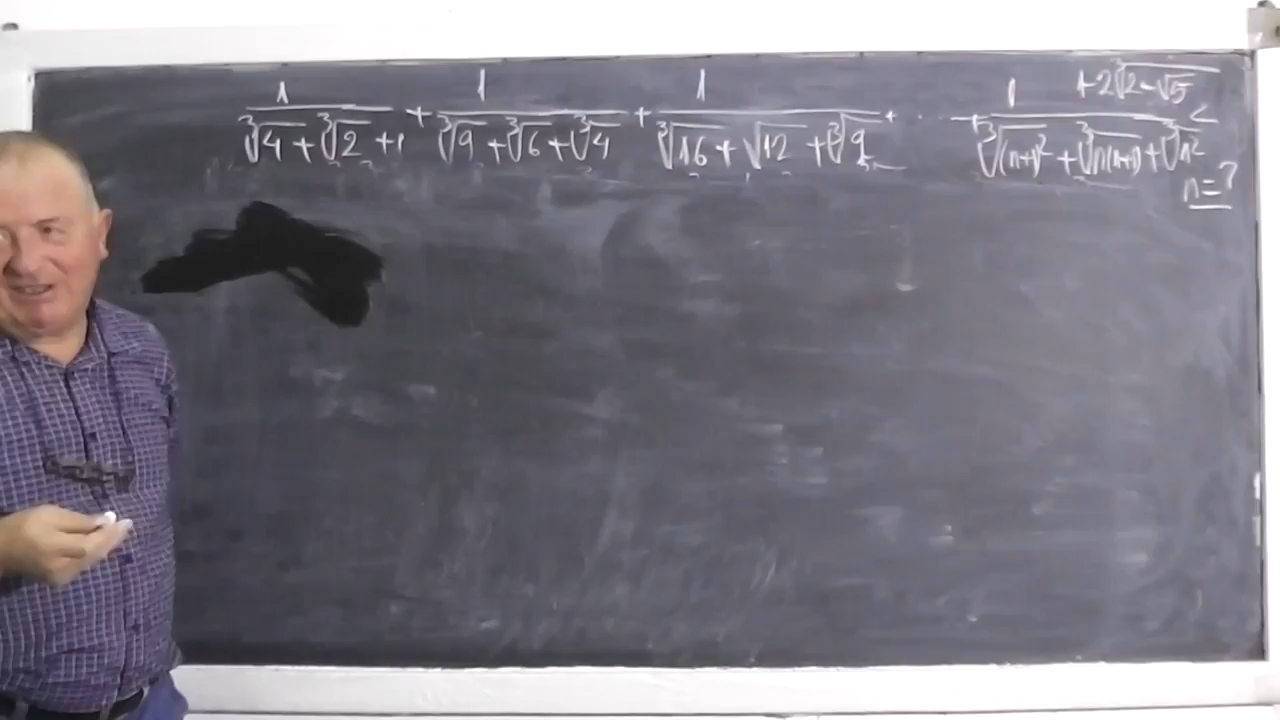 1/(∛4 + ∛2 + 1) + 1/(∛9 + ∛6 + ∛4) + 1/(∛16 + √12 + ∛9) + . . . + 1/(∛(n+1)² + ∛n(n+1) + ∛n²) < 1+2∛2-√5
n=?